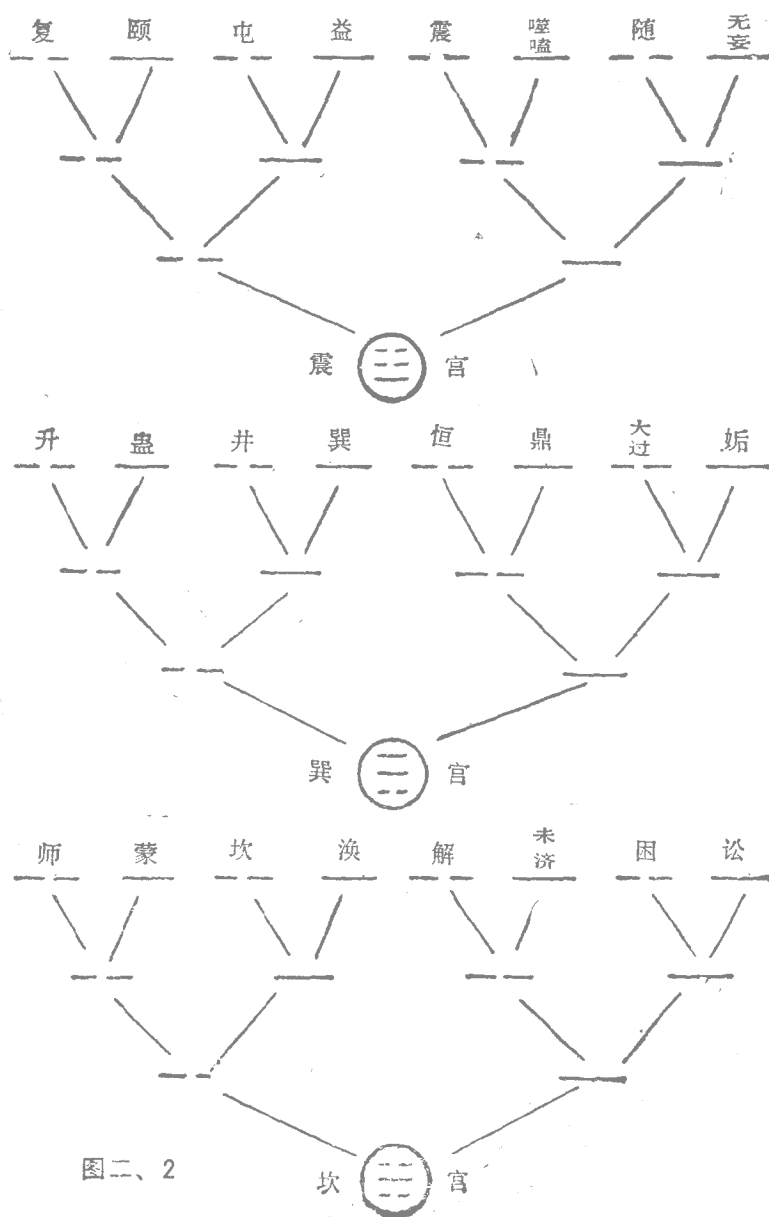 复 颐 屯 益 震 噬嗑 随 无妄
震 宫
升 蛊 井 巽 恒 鼎 大过 姤
巽 宫
师 蒙 坎 涣 解 未济 困 讼
图二、2
坎 宫